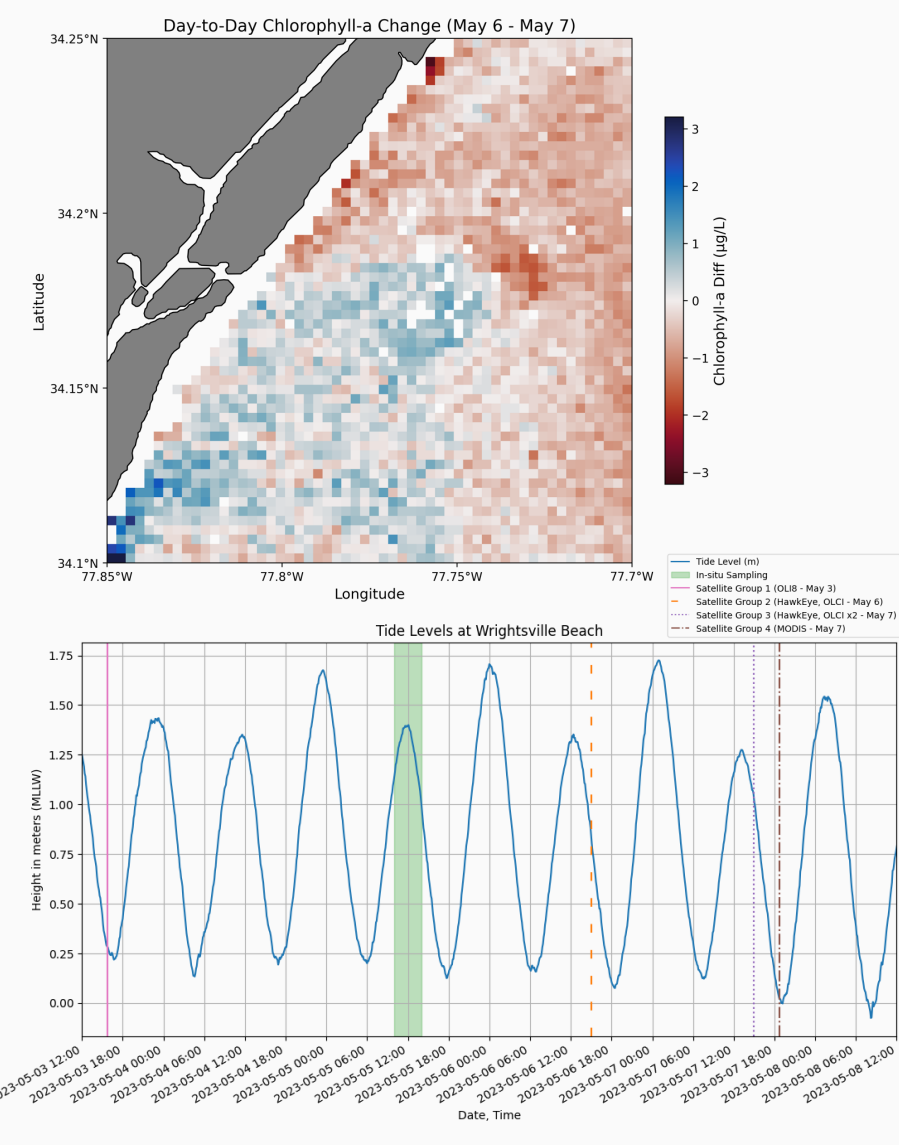 Day-to-Day Chlorophyll-a Change (May 6 - May 7)
34.25°N
34.2°N
34.15°N
34.1°N
Latitude
77.85°W
77.8°W
77.75°W
77.7°W
Longitude
3
2
1
0
−1
−2
−3
Chlorophyll-a Diff (µg/L)
Tide Level (m)
In-situ Sampling
Satellite Group 1 (OLI8 - May 3)
Satellite Group 2 (HawkEye, OLCI - May 6)
Satellite Group 3 (HawkEye, OLCI x2 - May 7)
Satellite Group 4 (MODIS - May 7)
Tide Levels at Wrightsville Beach
1.75
1.50
1.25
1.00
0.75
0.50
0.25
0.00
Height in meters (MLLW)
2023-05-03 12:00
2023-05-03 18:00
2023-05-04 00:00
2023-05-04 06:00
2023-05-04 12:00
2023-05-04 18:00
2023-05-05 00:00
2023-05-05 06:00
2023-05-05 12:00
2023-05-05 18:00
2023-05-06 00:00
2023-05-06 06:00
2023-05-06 12:00
2023-05-06 18:00
2023-05-07 00:00
2023-05-07 06:00
2023-05-07 12:00
2023-05-07 18:00
2023-05-08 00:00
2023-05-08 06:00
2023-05-08 12:00
Date, Time